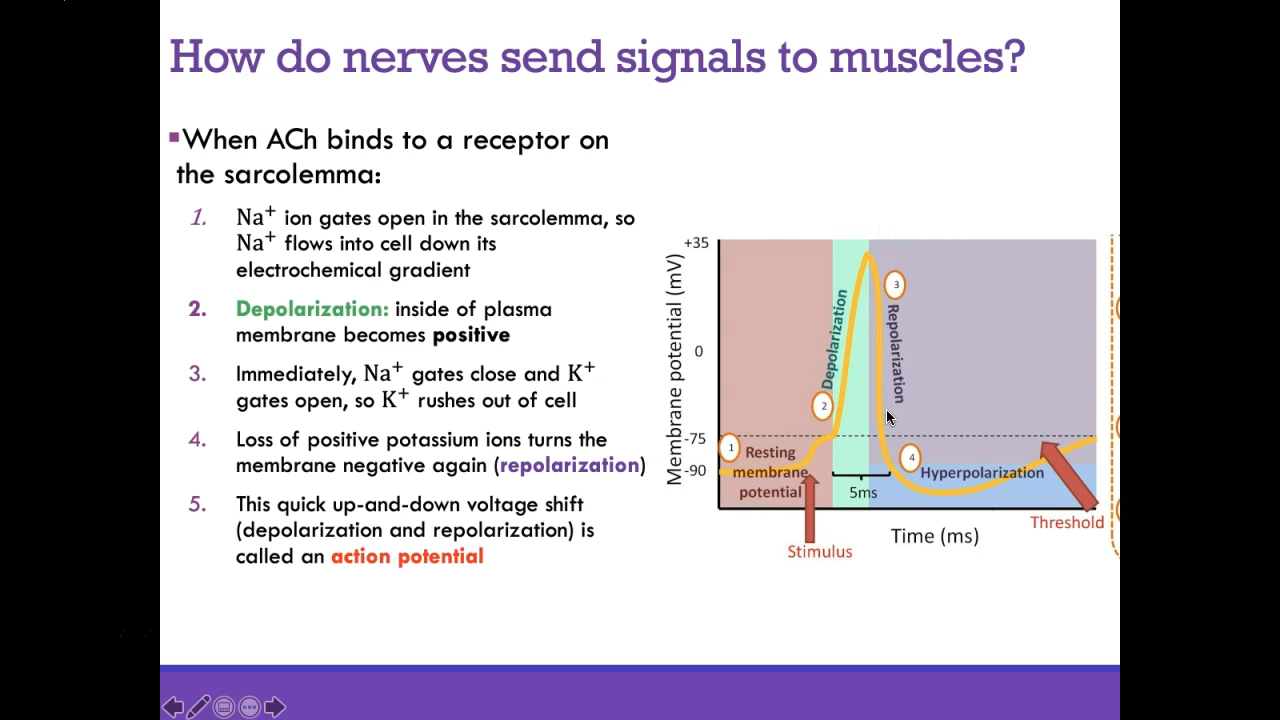 How do nerves send signals to muscles?
▪When ACh binds to a receptor on
the sarcolemma:
1. Na⁺ ion gates open in the sarcolemma, so
Na⁺ flows into cell down its
electrochemical gradient
2. Depolarization: inside of plasma
membrane becomes positive
3. Immediately, Na⁺ gates close and K⁺
gates open, so K⁺ rushes out of cell
4. Loss of positive potassium ions turns the
membrane negative again (repolarization)
5. This quick up-and-down voltage shift
(depolarization and repolarization) is
called an action potential
Membrane potential (mV)
+35
0
-75
-90
1
Resting
membrane
potential
2
Depolarization
3
Repolarization
4
Hyperpolarization
5ms
Stimulus
Threshold
Time (ms)